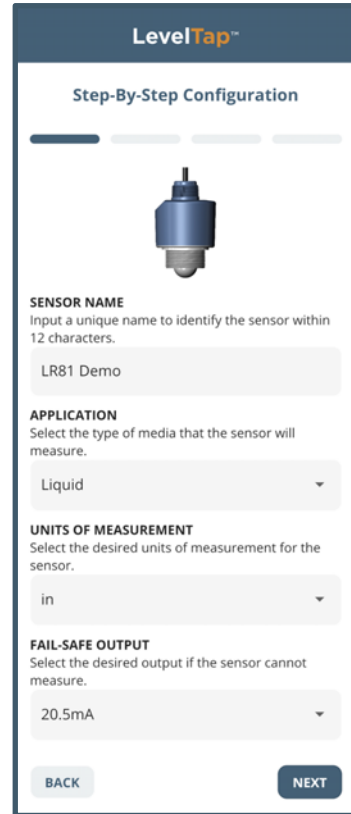 LevelTap™
Step-By-Step Configuration
SENSOR NAME
Input a unique name to identify the sensor within
12 characters.
LR81 Demo
APPLICATION
Select the type of media that the sensor will
measure.
Liquid
UNITS OF MEASUREMENT
Select the desired units of measurement for the
sensor.
in
FAIL-SAFE OUTPUT
Select the desired output if the sensor cannot
measure.
20.5mA
BACK NEXT